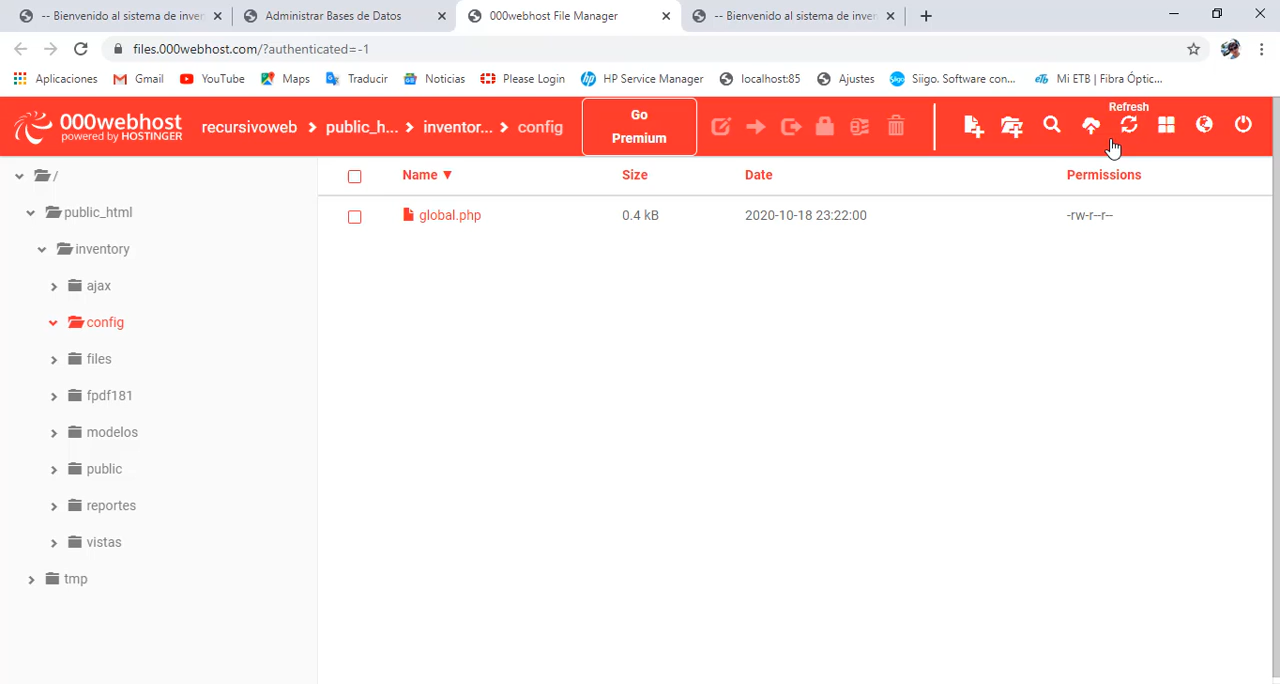 -- Bienvenido al sistema de inver
Administrar Bases de Datos
000webhost File Manager
-- Bienvenido al sistema de inver
files.000webhost.com/?authenticated=-1
Aplicaciones
Gmail
YouTube
Maps
Traducir
Noticias
Please Login
HP Service Manager
localhost:85
Ajustes
Siigo. Software con...
Mi ETB | Fibra Óptic...
000webhost
powered by HOSTINGER
recursivoweb
public_h...
inventor...
config
Go
Premium
Refresh
/
public_html
inventory
ajax
config
files
fpdf181
modelos
public
reportes
vistas
tmp
Name ▼
Size
Date
Permissions
global.php
0.4 kB
2020-10-18 23:22:00
-rw-r--r--